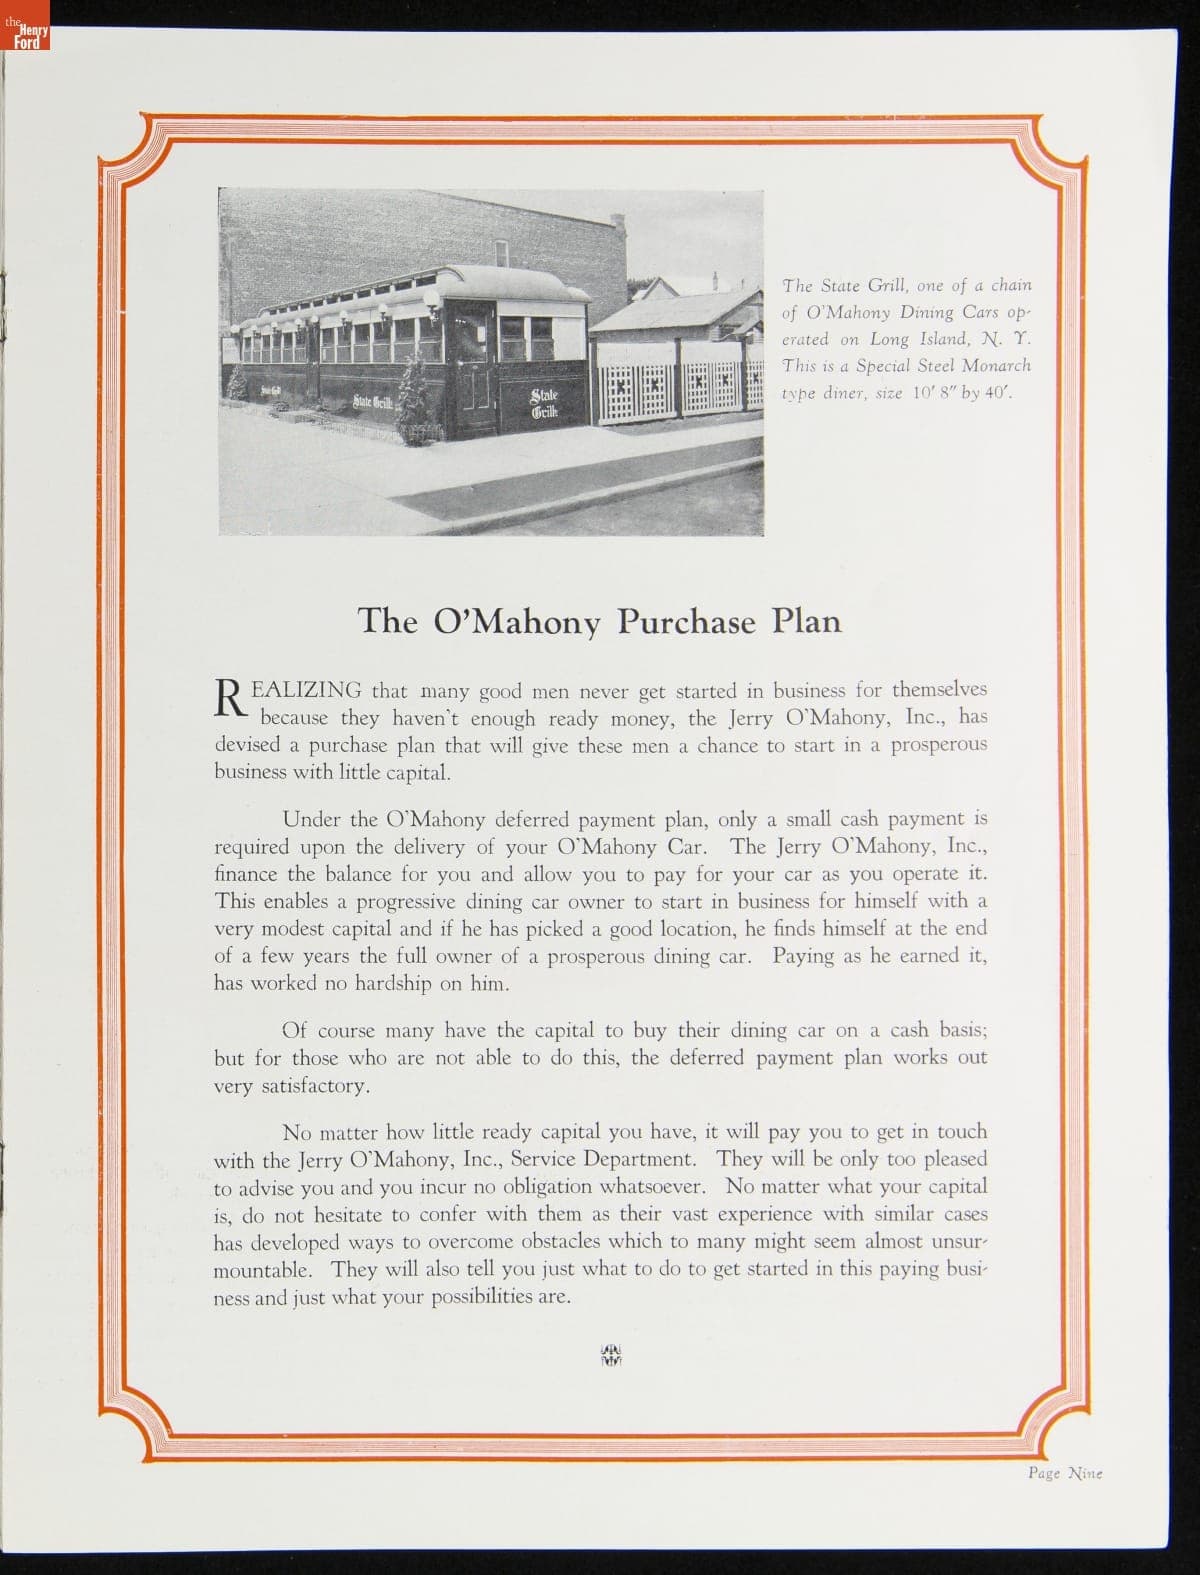 the
Henry
Ford
State Grill
State Grill
State
Grill
The State Grill, one of a chain
of O'Mahony Dining Cars op-
erated on Long Island, N. Y.
This is a Special Steel Monarch
type diner, size 10' 8" by 40'.
The O'Mahony Purchase Plan
REALIZING that many good men never get started in business for themselves
because they haven't enough ready money, the Jerry O'Mahony, Inc., has
devised a purchase plan that will give these men a chance to start in a prosperous
business with little capital.
Under the O'Mahony deferred payment plan, only a small cash payment is
required upon the delivery of your O'Mahony Car. The Jerry O'Mahony, Inc.,
finance the balance for you and allow you to pay for your car as you operate it.
This enables a progressive dining car owner to start in business for himself with a
very modest capital and if he has picked a good location, he finds himself at the end
of a few years the full owner of a prosperous dining car. Paying as he earned it,
has worked no hardship on him.
Of course many have the capital to buy their dining car on a cash basis;
but for those who are not able to do this, the deferred payment plan works out
very satisfactory.
No matter how little ready capital you have, it will pay you to get in touch
with the Jerry O'Mahony, Inc., Service Department. They will be only too pleased
to advise you and you incur no obligation whatsoever. No matter what your capital
is, do not hesitate to confer with them as their vast experience with similar cases
has developed ways to overcome obstacles which to many might seem almost unsur-
mountable. They will also tell you just what to do to get started in this paying busi-
ness and just what your possibilities are.
Page Nine